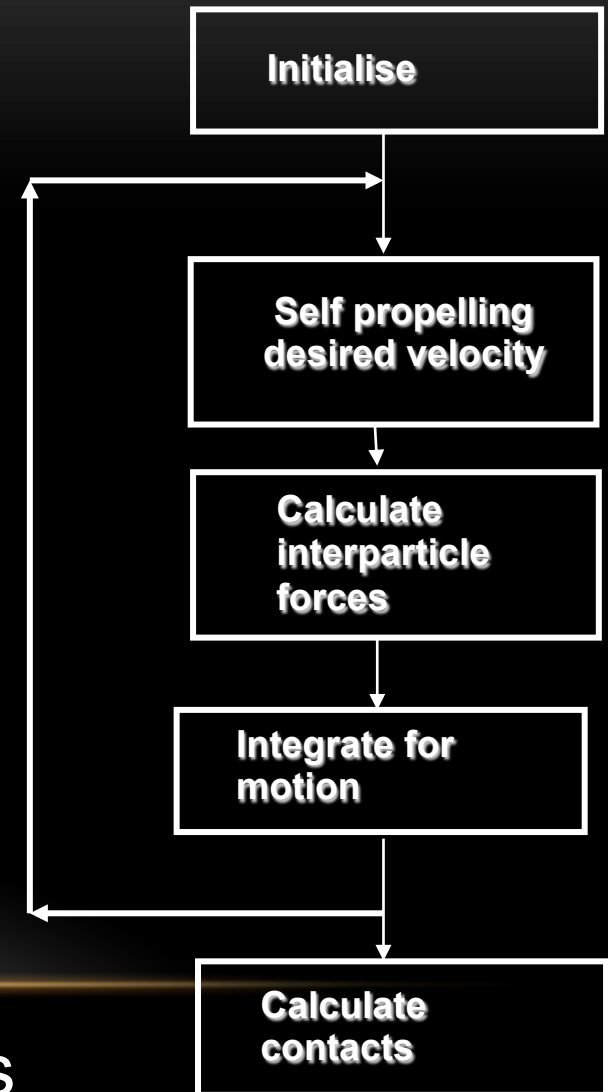 Initialise
Self propelling
desired velocity
Calculate
interparticle
forces
Integrate for
motion
Calculate
contacts